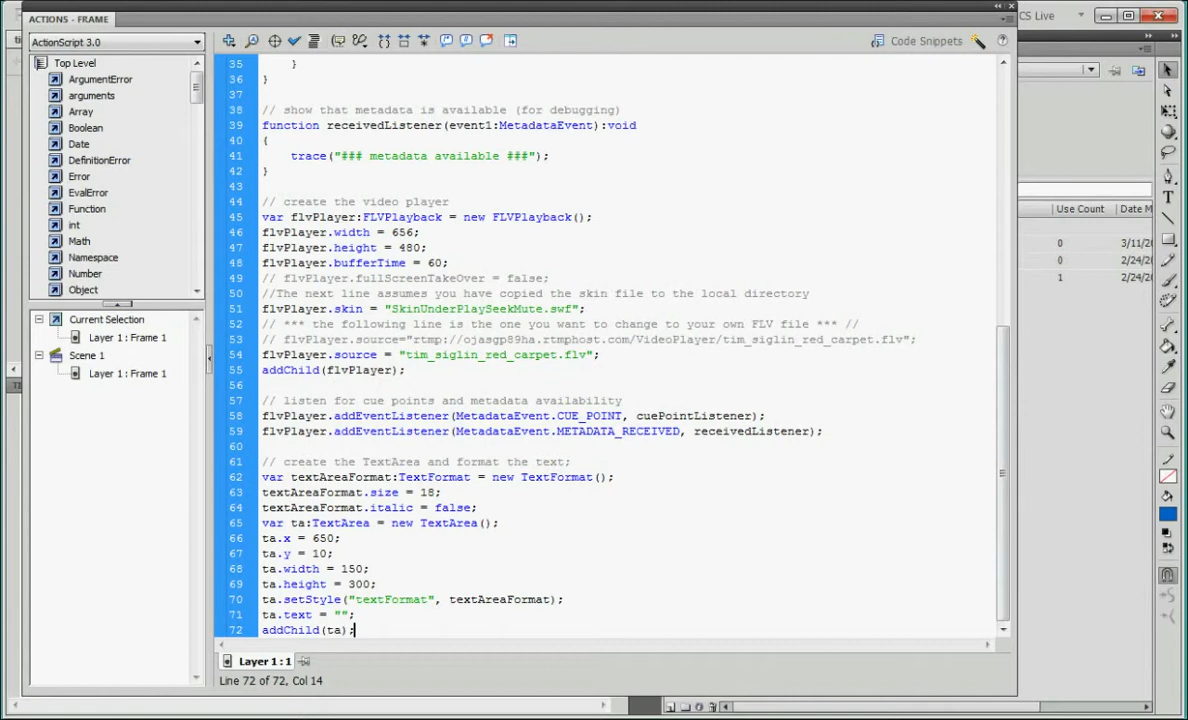 ACTIONS - FRAME
CS Live
ActionScript 3.0
Code Snippets
Top Level
ArgumentError
arguments
Array
Boolean
Date
DefinitionError
Error
EvalError
Function
int
Math
Namespace
Number
Object
Current Selection
Layer 1 : Frame 1
Scene 1
Layer 1 : Frame 1
35 }
36 }
37
38 // show that metadata is available (for debugging)
39 function receivedListener(event1:MetadataEvent):void
40 {
41 trace("### metadata available ###");
42 }
43
44 // create the video player
45 var flvPlayer:FLVPlayback = new FLVPlayback();
46 flvPlayer.width = 656;
47 flvPlayer.height = 480;
48 flvPlayer.bufferTime = 60;
49 // flvPlayer.fullScreenTakeOver = false;
50 //The next line assumes you have copied the skin file to the local directory
51 flvPlayer.skin = "SkinUnderPlaySeekMute.swf";
52 // *** the following line is the one you want to change to your own FLV file *** //
53 // flvPlayer.source="rtmp://ojasgp89ha.rtmphost.com/VideoPlayer/tim_siglin_red_carpet.flv";
54 flvPlayer.source = "tim_siglin_red_carpet.flv";
55 addChild(flvPlayer);
56
57 // listen for cue points and metadata availability
58 flvPlayer.addEventListener(MetadataEvent.CUE_POINT, cuePointListener);
59 flvPlayer.addEventListener(MetadataEvent.METADATA_RECEIVED, receivedListener);
60
61 // create the TextArea and format the text;
62 var textAreaFormat:TextFormat = new TextFormat();
63 textAreaFormat.size = 18;
64 textAreaFormat.italic = false;
65 var ta:TextArea = new TextArea();
66 ta.x = 650;
67 ta.y = 10;
68 ta.width = 150;
69 ta.height = 300;
70 ta.setStyle("textFormat", textAreaFormat);
71 ta.text = "";
72 addChild(ta);
Layer 1 : 1
Line 72 of 72, Col 14
Use Count Date M
0 3/11/2
0 2/24/2
1 2/24/2